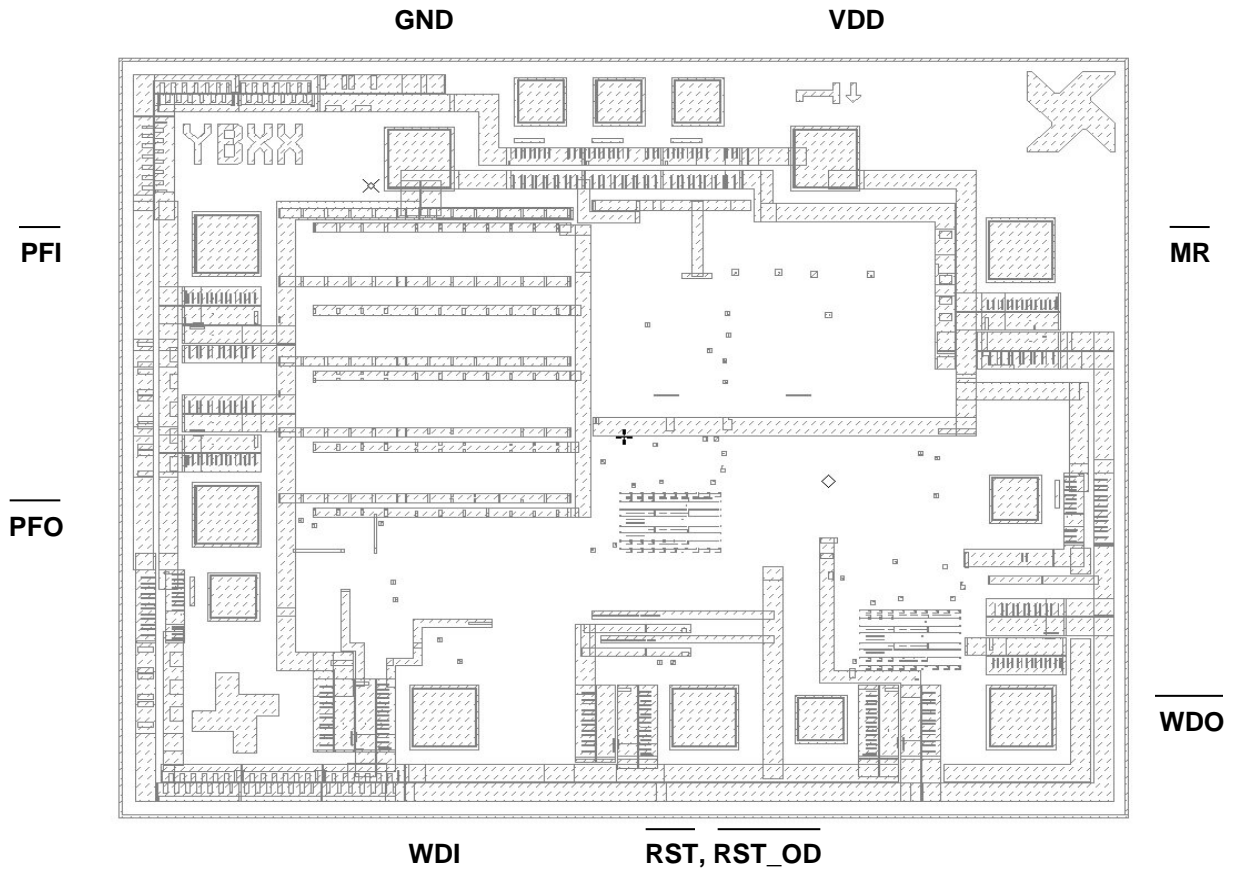 GND VDD
YBXX
PFI MR
PFO
WDO
WDI RST, RST_OD